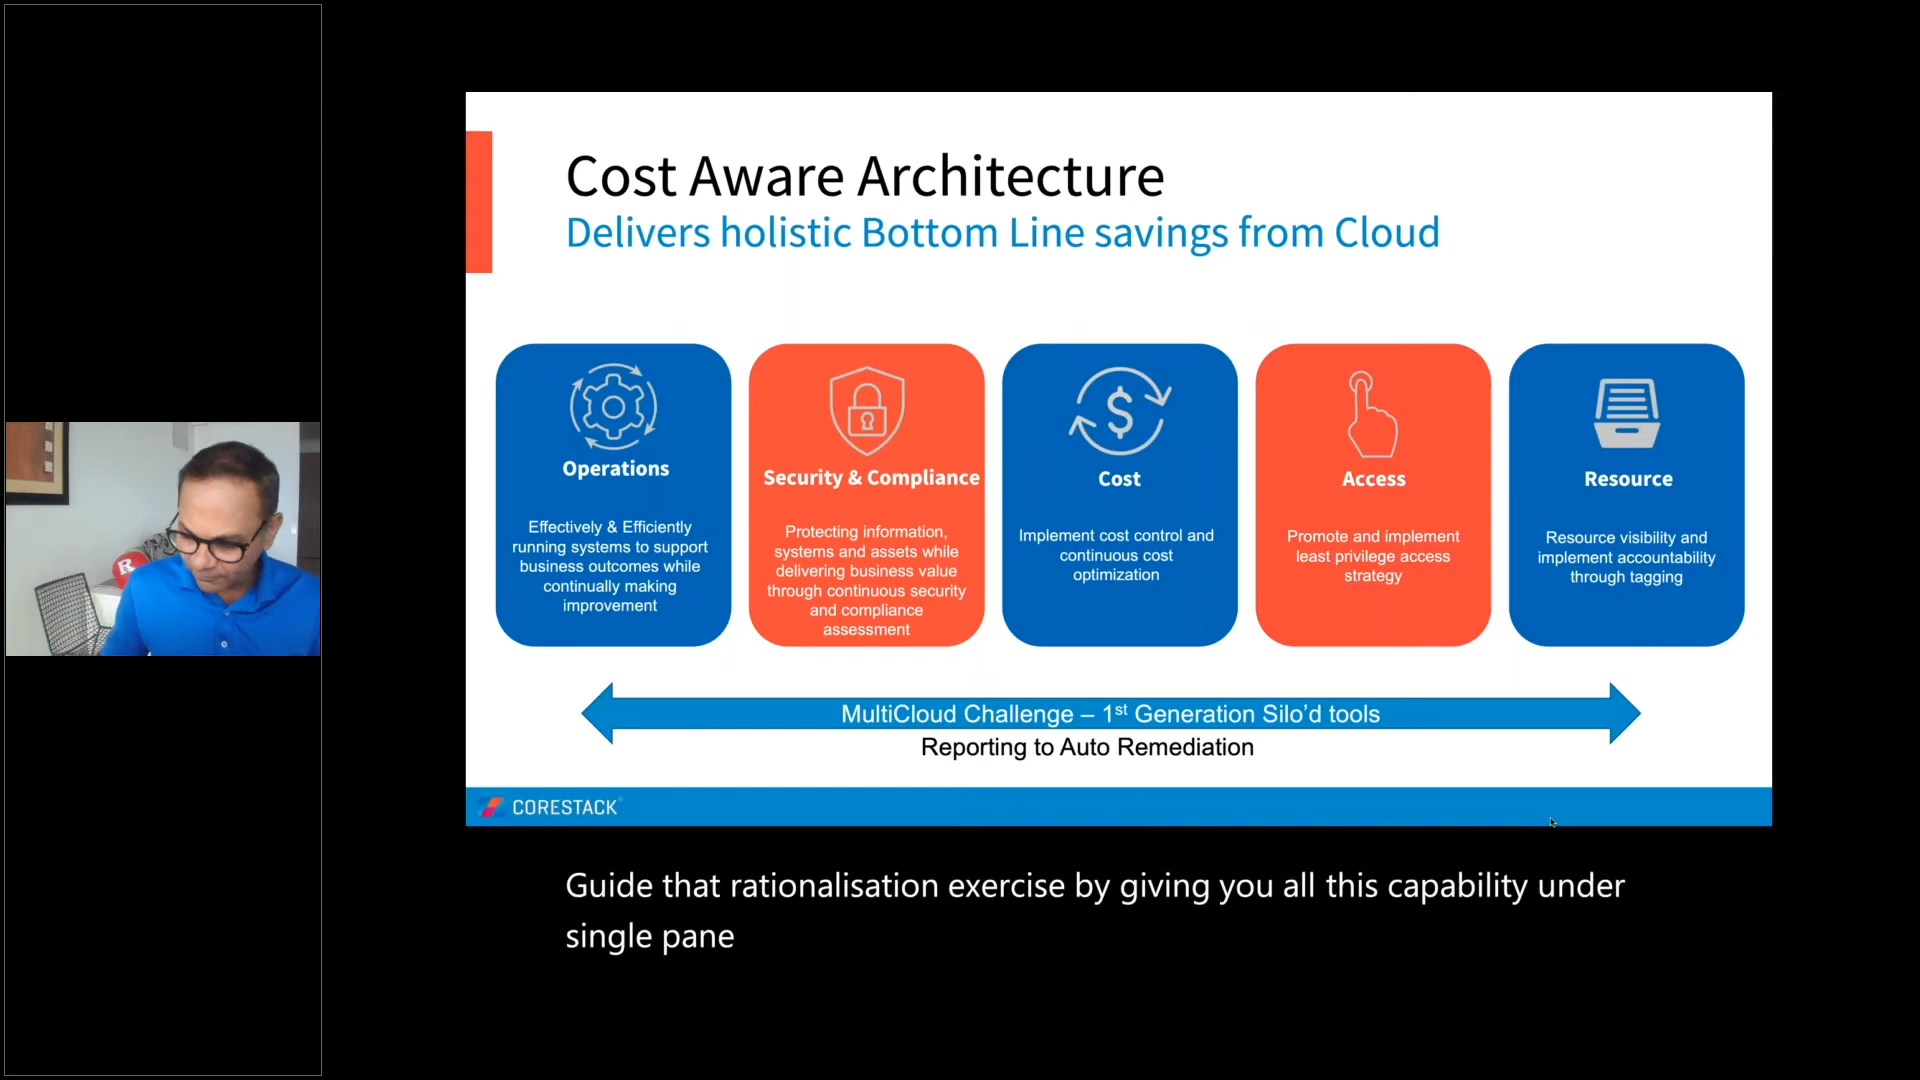 Cost Aware Architecture
Delivers holistic Bottom Line savings from Cloud
Operations
Effectively & Efficiently
running systems to support
business outcomes while
continually making
improvement
Security & Compliance
Protecting information,
systems and assets while
delivering business value
through continuous security
and compliance
assessment
Cost
Implement cost control and
continuous cost
optimization
Access
Promote and implement
least privilege access
strategy
Resource
Resource visibility and
implement accountability
through tagging
MultiCloud Challenge – 1st Generation Silo’d tools
Reporting to Auto Remediation
CORESTACK
R
Guide that rationalisation exercise by giving you all this capability under
single pane